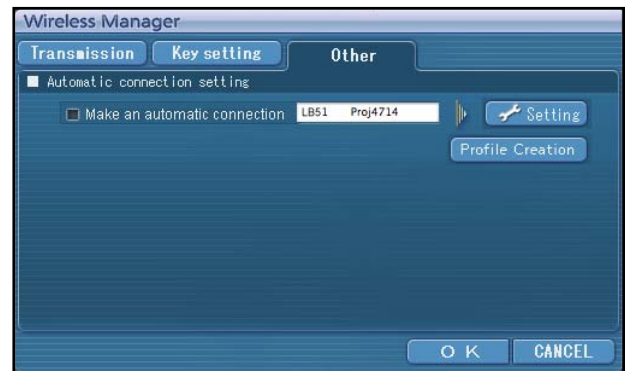 Wireless Manager
Transmission Key setting Other
Automatic connection setting
Make an automatic connection LB51 Proj4714 Setting
Profile Creation
O K CANCEL